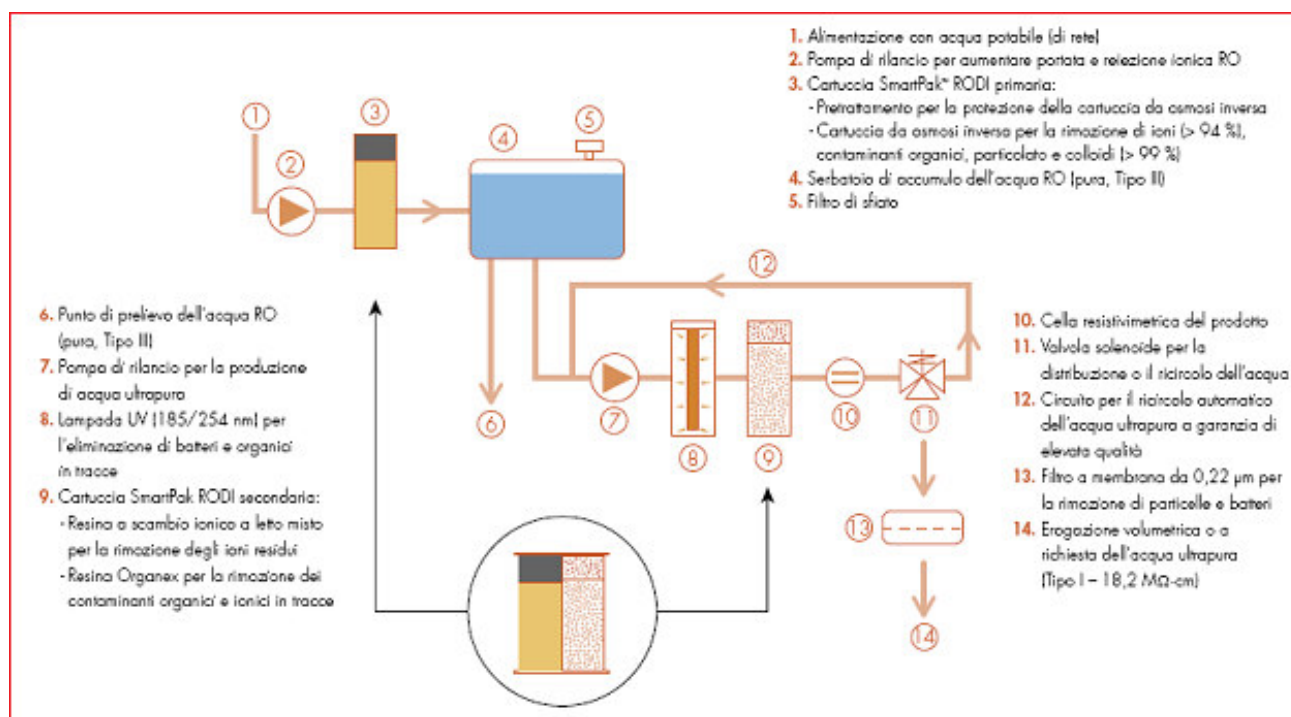 1. Alimentazione con acqua potabile (di rete)
2. Pompa di rilancio per aumentare portata e reiezione ionica RO
3. Cartuccia SmartPak™ RODI primaria:
- Pretrattamento per la protezione della cartuccia da osmosi inversa
- Cartuccia da osmosi inversa per la rimozione di ioni (> 94 %),
contaminanti organici, particolato e colloidi (> 99 %)
4. Serbatoio di accumulo dell'acqua RO (pura, Tipo III)
5. Filtro di sfiato
1
2
3
4
5
12
6. Punto di prelievo dell'acqua RO
(pura, Tipo III)
7. Pompa di rilancio per la produzione
di acqua ultrapura
8. Lampada UV (185/254 nm) per
l'eliminazione di batteri e organici
in tracce
9. Cartuccia SmartPak RODI secondaria:
- Resina a scambio ionico a letto misto
per la rimozione degli ioni residui
- Resina Organex per la rimozione dei
contaminanti organici e ionici in tracce
6
7
8
9
10
11
13
14
10. Cella resistivimetrica del prodotto
11. Valvola solenoide per la
distribuzione o il ricircolo dell'acqua
12. Circuito per il ricircolo automatico
dell'acqua ultrapura a garanzia di
elevata qualità
13. Filtro a membrana da 0,22 µm per
la rimozione di particelle e batteri
14. Erogazione volumetrica o a
richiesta dell'acqua ultrapura
(Tipo I – 18,2 MΩ-cm)